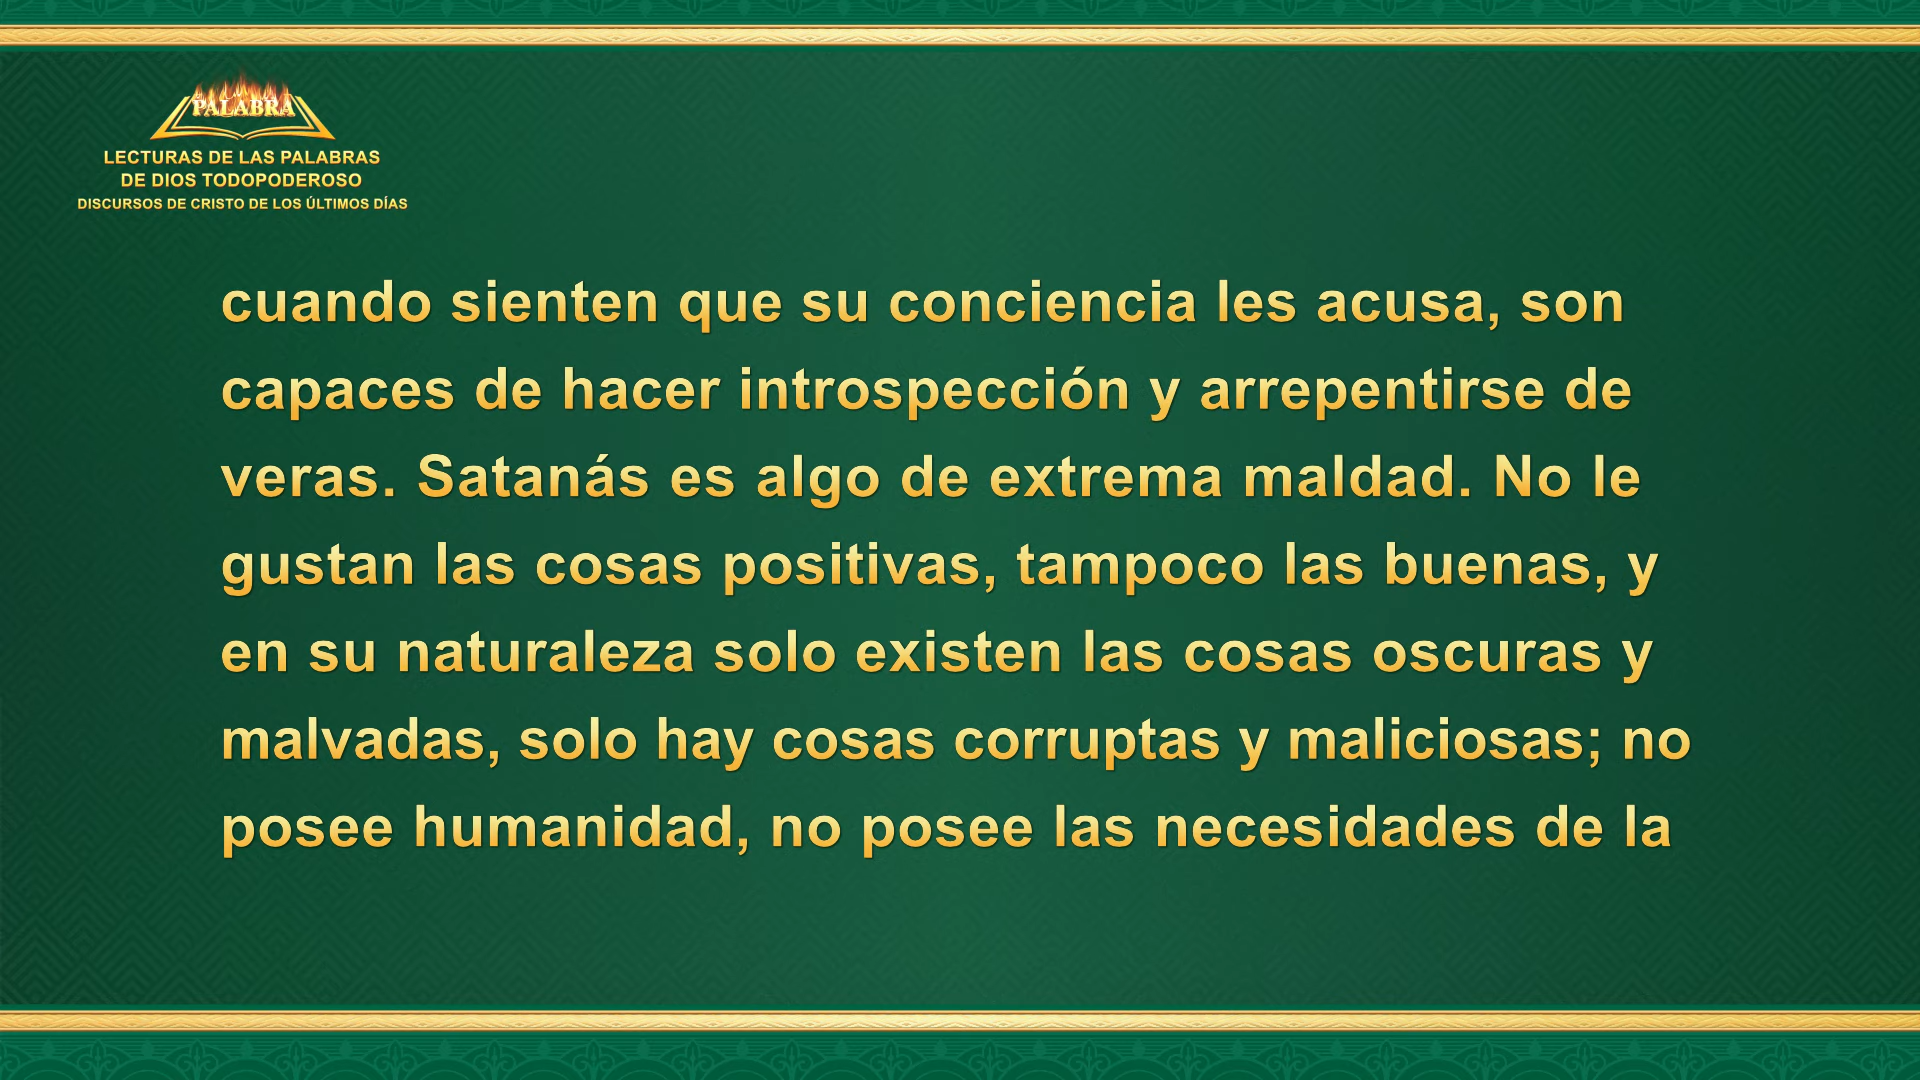 PALABRA
LECTURAS DE LAS PALABRAS
DE DIOS TODOPODEROSO
DISCURSOS DE CRISTO DE LOS ÚLTIMOS DÍAS
cuando sienten que su conciencia les acusa, son
capaces de hacer introspección y arrepentirse de
veras. Satanás es algo de extrema maldad. No le
gustan las cosas positivas, tampoco las buenas, y
en su naturaleza solo existen las cosas oscuras y
malvadas, solo hay cosas corruptas y maliciosas; no
posee humanidad, no posee las necesidades de la